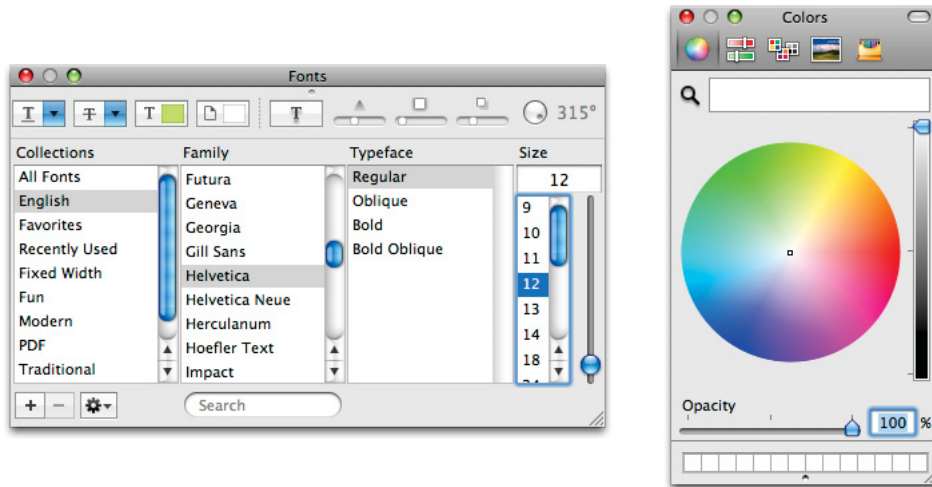 Fonts
T T T T 315°
Collections Family Typeface Size
All Fonts Futura Regular 12
English Geneva Oblique 9
Favorites Georgia Bold 10
Recently Used Gill Sans Bold Oblique 11
Fixed Width Helvetica 12
Fun Helvetica Neue 13
Modern Herculanum 14
PDF Hoefler Text 18
Traditional Impact 24
+ −
Search
Colors
Opacity
100 %